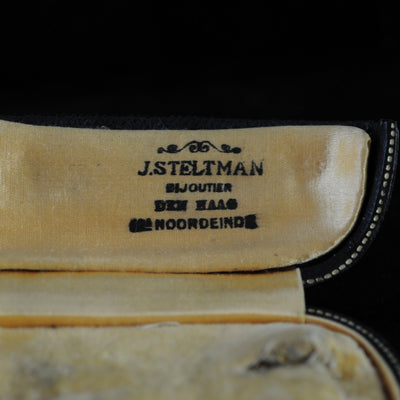 J.STELTMAN
BIJOUTIER
DEN HAAG
NOORDEINDE